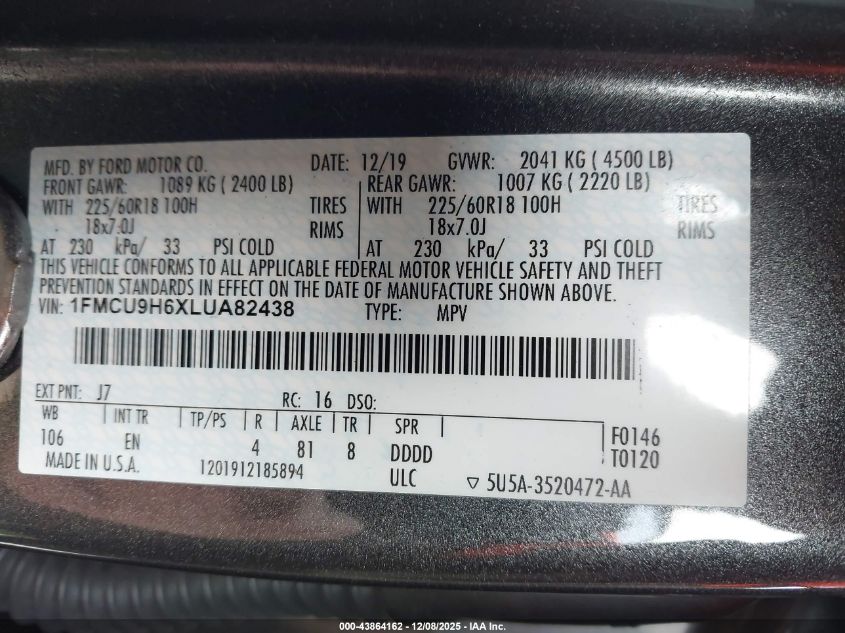 MFD. BY FORD MOTOR CO. DATE: 12/19 GVWR: 2041 KG ( 4500 LB)
FRONT GAWR: 1089 KG ( 2400 LB) REAR GAWR: 1007 KG ( 2220 LB)
WITH 225/60R18 100H TIRES WITH 225/60R18 100H TIRES
18x7.0J RIMS 18x7.0J RIMS
AT 230 kPa/ 33 PSI COLD AT 230 kPa/ 33 PSI COLD
THIS VEHICLE CONFORMS TO ALL APPLICABLE FEDERAL MOTOR VEHICLE SAFETY AND THEFT
PREVENTION STANDARDS IN EFFECT ON THE DATE OF MANUFACTURE SHOWN ABOVE.
VIN: 1FMCU9H6XLUA82438 TYPE: MPV
EXT PNT: J7 RC: 16 DSO:
WB INT TR TP/PS R AXLE TR SPR
106 EN 4 81 8 DDDD F0146
MADE IN U.S.A. 1201912185894 ULC T0120
5U5A-3520472-AA
000-43864162 - 12/08/2025 - IAA Inc.